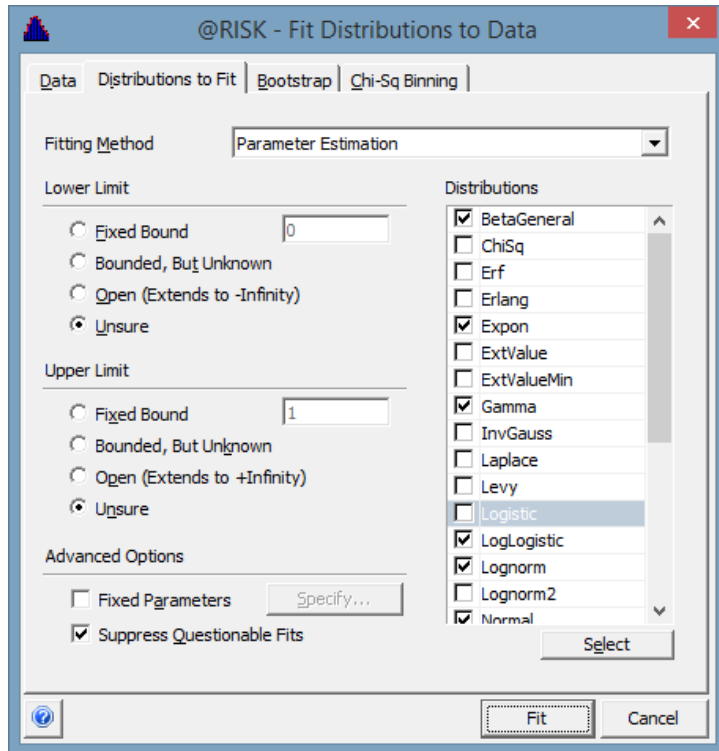 @RISK - Fit Distributions to Data
Data
Distributions to Fit
Bootstrap
Chi-Sq Binning
Fitting Method
Parameter Estimation
Lower Limit
Fixed Bound
0
Bounded, But Unknown
Open (Extends to -Infinity)
Unsure
Upper Limit
Fixed Bound
1
Bounded, But Unknown
Open (Extends to +Infinity)
Unsure
Advanced Options
Fixed Parameters
Specify...
Suppress Questionable Fits
Distributions
BetaGeneral
ChiSq
Erf
Erlang
Expon
ExtValue
ExtValueMin
Gamma
InvGauss
Laplace
Levy
Logistic
LogLogistic
Lognorm
Lognorm2
Normal
Select
Fit
Cancel